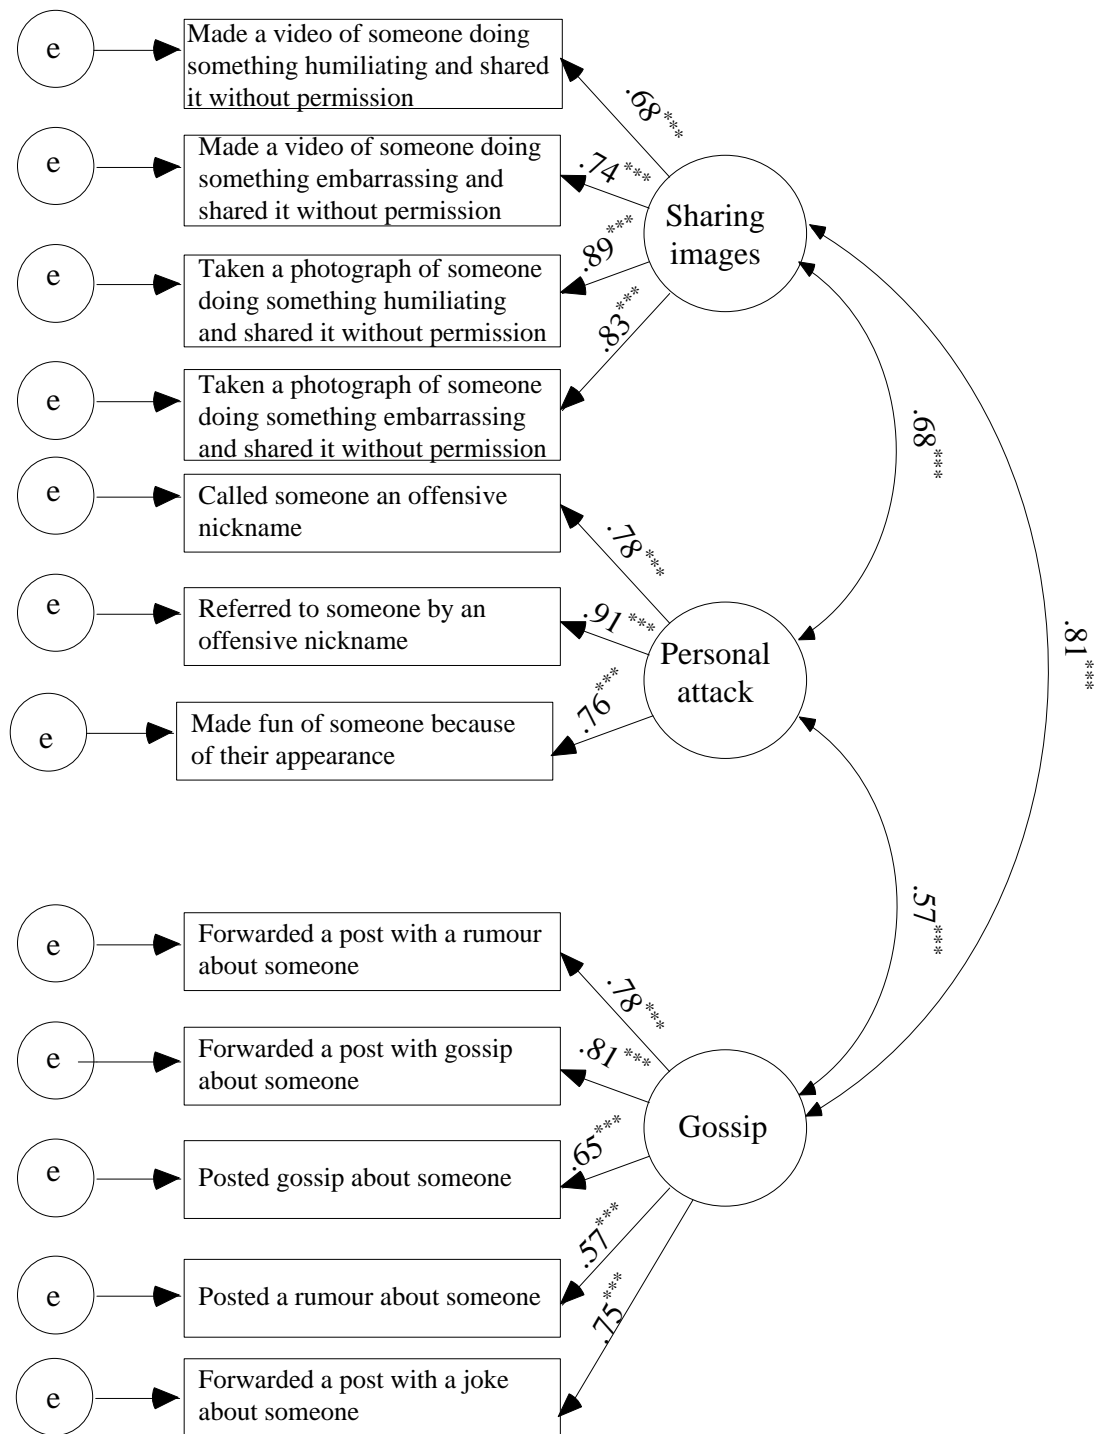 e
Made a video of someone doing
something humiliating and shared
it without permission
.68***
e
Made a video of someone doing
something embarrassing and
shared it without permission
.74***
Sharing
images
e
Taken a photograph of someone
doing something humiliating
and shared it without permission
.89***
e
Taken a photograph of someone
doing something embarrassing
and shared it without permission
.83***
.68***
e
Called someone an offensive
nickname
.78***
e
Referred to someone by an
offensive nickname
.91***
Personal
attack
.81***
e
Made fun of someone because
of their appearance
.76***
.57***
e
Forwarded a post with a rumour
about someone
.78***
e
Forwarded a post with gossip
about someone
.81***
Gossip
e
Posted gossip about someone
.65***
e
Posted a rumour about someone
.57***
e
Forwarded a post with a joke
about someone
.75***